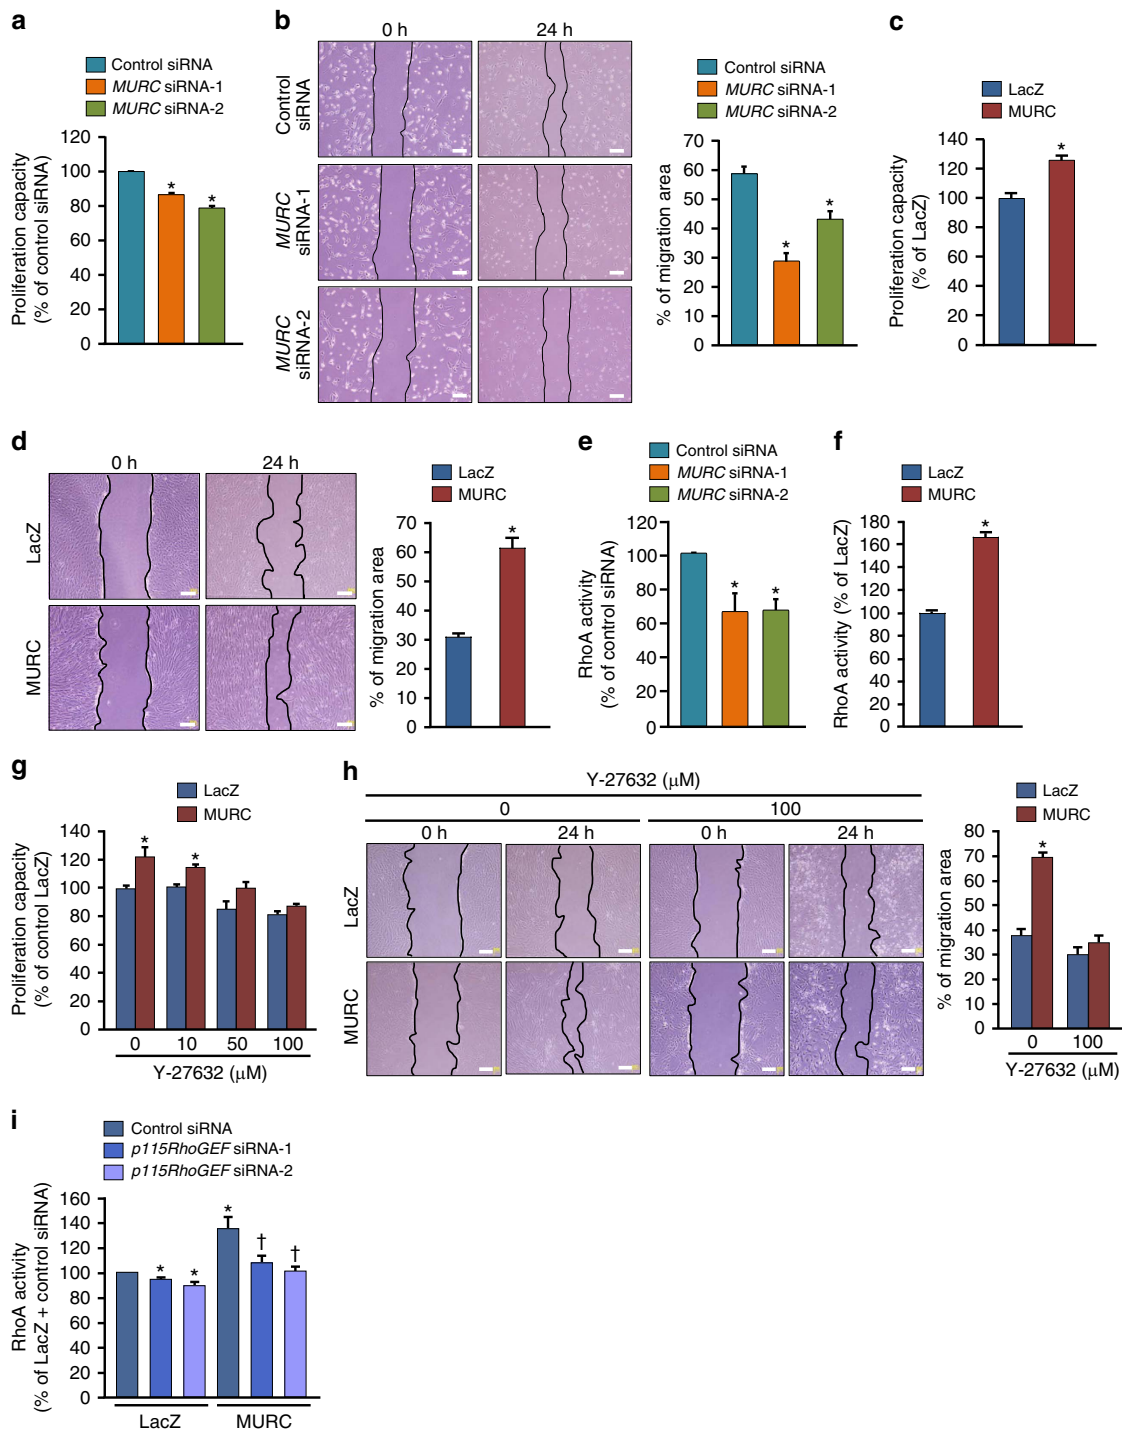 a
Control siRNA
MURC siRNA-1
MURC siRNA-2
Proliferation capacity
(% of control siRNA)
120
100
80
60
40
20
0
*
*
b
0 h
24 h
Control
siRNA
MURC
siRNA-1
MURC
siRNA-2
Control siRNA
MURC siRNA-1
MURC siRNA-2
% of migration area
70
60
50
40
30
20
10
0
*
*
c
LacZ
MURC
Proliferation capacity
(% of LacZ)
140
120
100
80
60
40
20
0
*
d
0 h
24 h
LacZ
MURC
LacZ
MURC
% of migration area
70
60
50
40
30
20
10
0
*
e
Control siRNA
MURC siRNA-1
MURC siRNA-2
RhoA activity
(% of control siRNA)
120
100
80
60
40
20
0
*
*
f
LacZ
MURC
RhoA activity (% of LacZ)
180
160
140
120
100
80
60
40
20
0
*
g
LacZ
MURC
Proliferation capacity
(% of control LacZ)
140
120
100
80
60
40
20
0
*
*
0 10 50 100
Y-27632 (μM)
h
Y-27632 (μM)
0 100
0 h 24 h 0 h 24 h
LacZ
MURC
LacZ
MURC
% of migration area
80
70
60
50
40
30
20
10
0
*
0 100
Y-27632 (μM)
i
Control siRNA
p115RhoGEF siRNA-1
p115RhoGEF siRNA-2
RhoA activity
(% of LacZ + control siRNA)
160
140
120
100
80
60
40
20
0
* * * † †
LacZ MURC